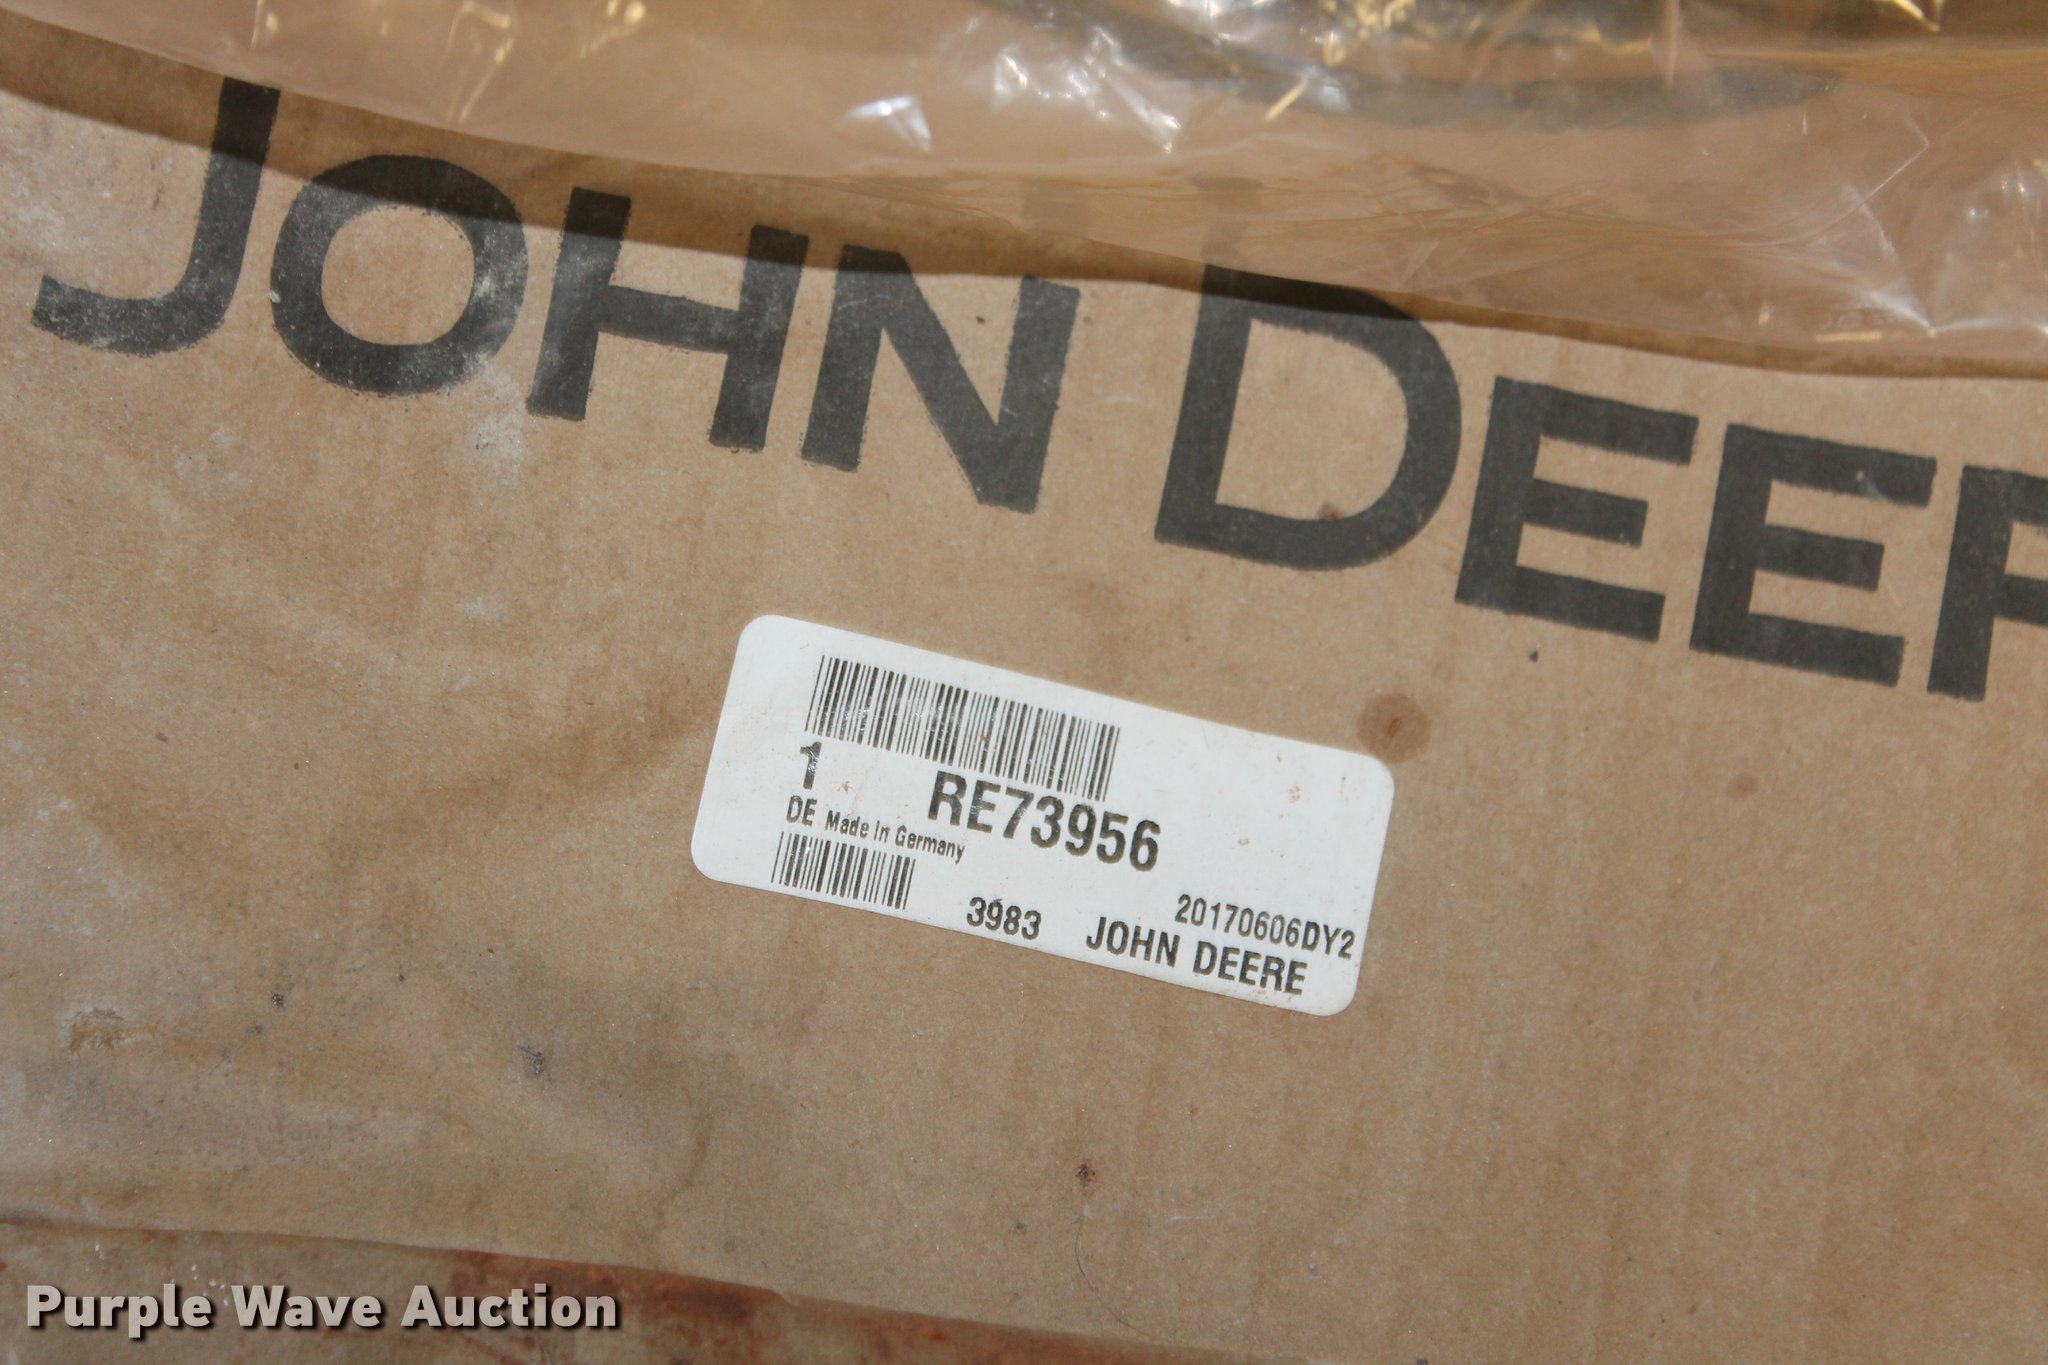 JOHN DEER
1 RE73956
DE Made In Germany
20170606DY2
3983 JOHN DEERE
Purple Wave Auction